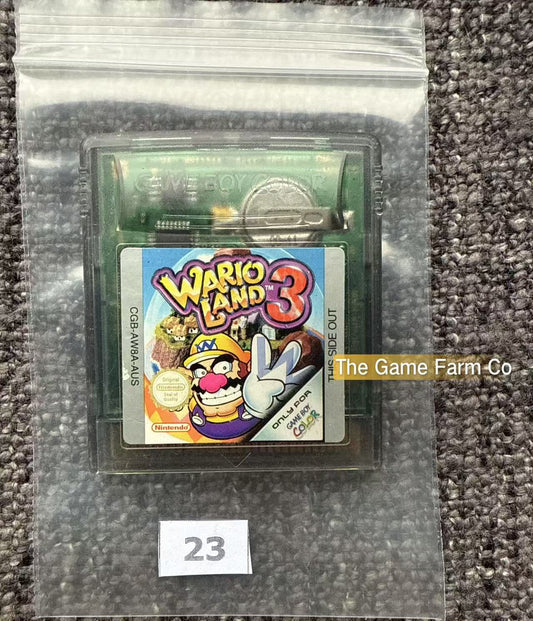 GAME BOY COLOR
WARIO
LAND™ 3
CGB-AW8A-AUS
THIS SIDE OUT
The Game Farm Co
Original
Nintendo
Seal of
Quality
Nintendo
ONLY FOR
GAME BOY
COLOR
23